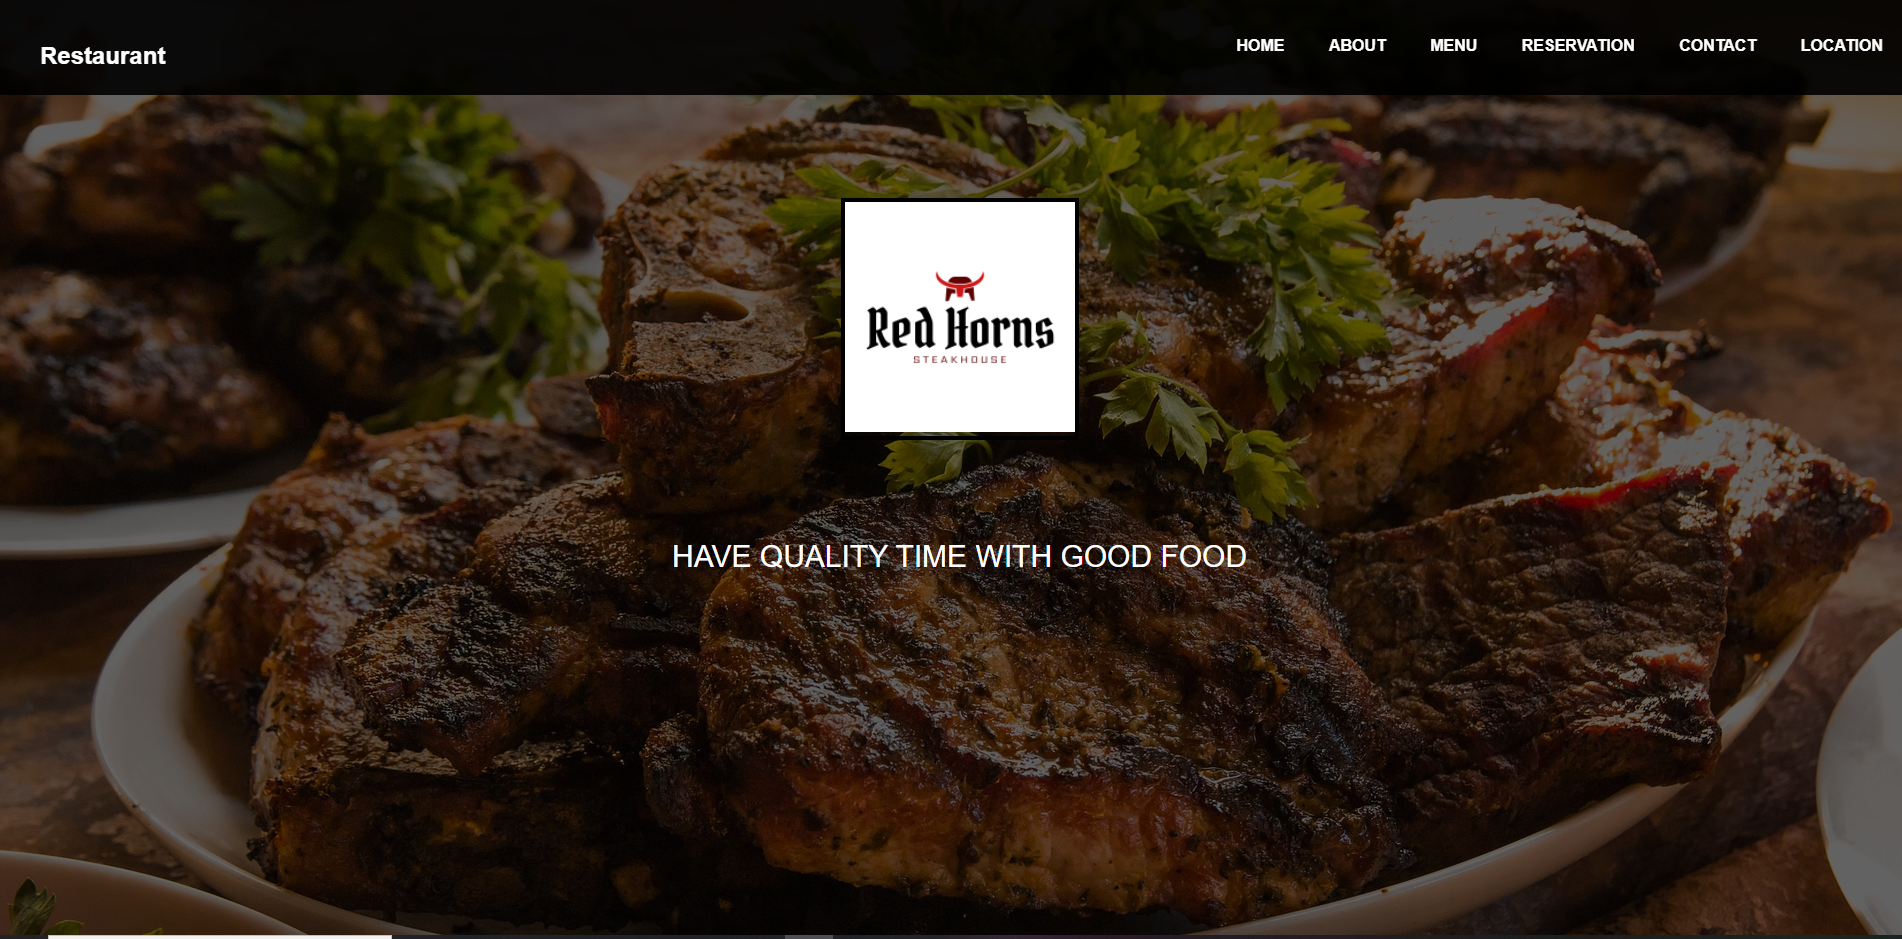 Restaurant
HOME ABOUT MENU RESERVATION CONTACT LOCATION
Red Horns
STEAKHOUSE
HAVE QUALITY TIME WITH GOOD FOOD